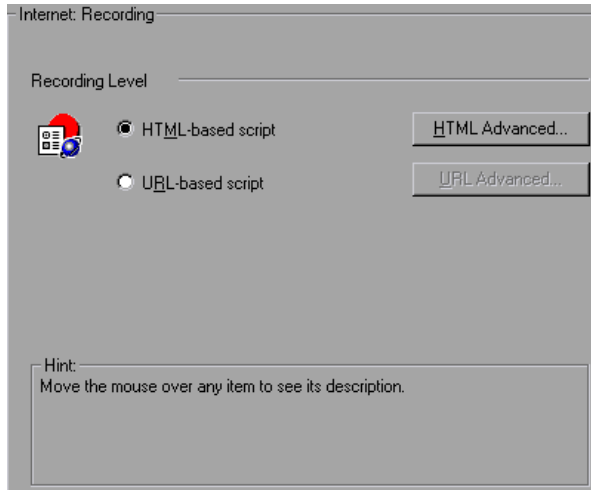 Internet: Recording
Recording Level
HTML-based script
HTML Advanced...
URL-based script
URL Advanced...
Hint:
Move the mouse over any item to see its description.